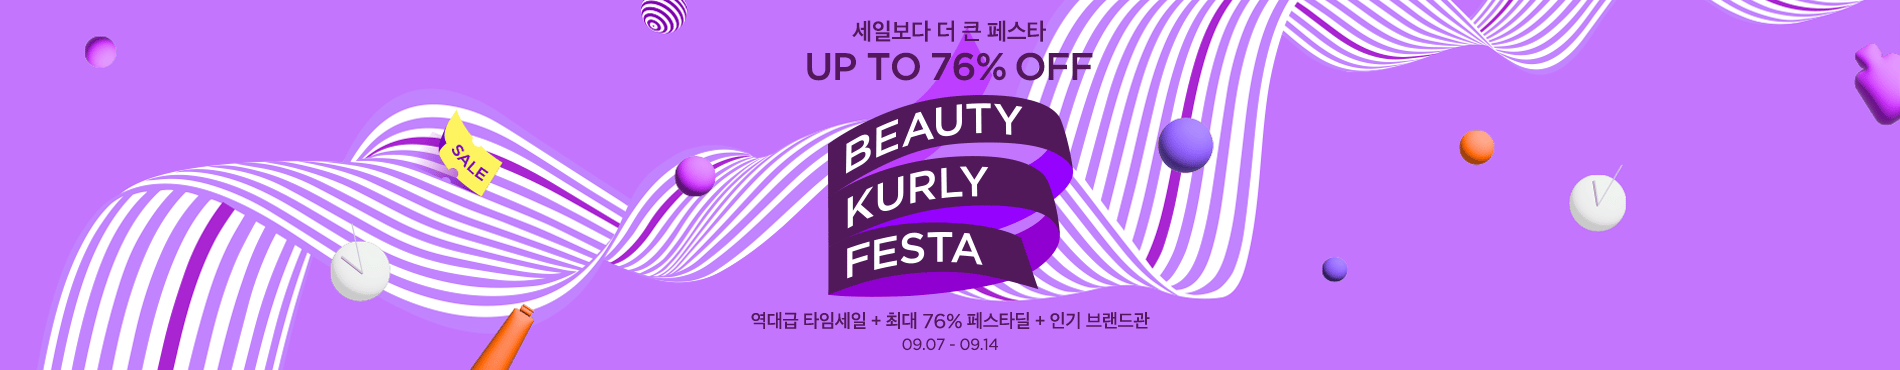 세일보다 더 큰 페스타
UP TO 76% OFF
BEAUTY
KURLY
FESTA
SALE
역대급 타임세일 + 최대 76% 페스타딜 + 인기 브랜드관
09.07 - 09.14